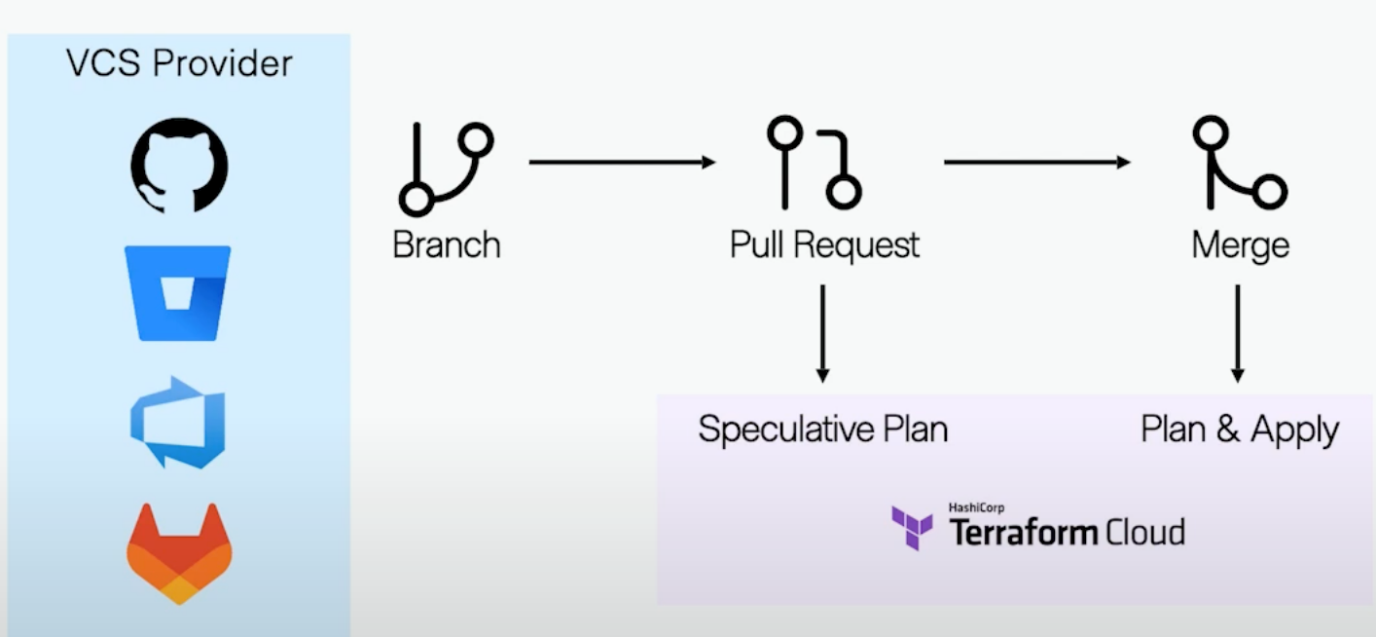 VCS Provider
Branch
Pull Request
Merge
Speculative Plan
Plan & Apply
HashiCorp
Terraform Cloud